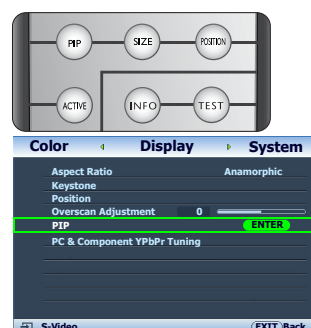 PIP SIZE POSITION
ACTIVE INFO TEST
Color Display System
Aspect Ratio Anamorphic
Keystone
Position
Overscan Adjustment 0
PIP ENTER
PC & Component YPbPr Tuning
S-Video EXIT Back